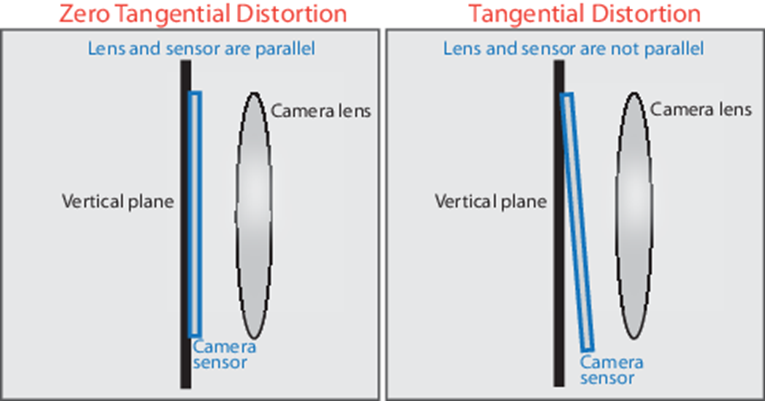 Zero Tangential Distortion
Lens and sensor are parallel
Camera lens
Vertical plane
Camera
sensor
Tangential Distortion
Lens and sensor are not parallel
Camera lens
Vertical plane
Camera
sensor